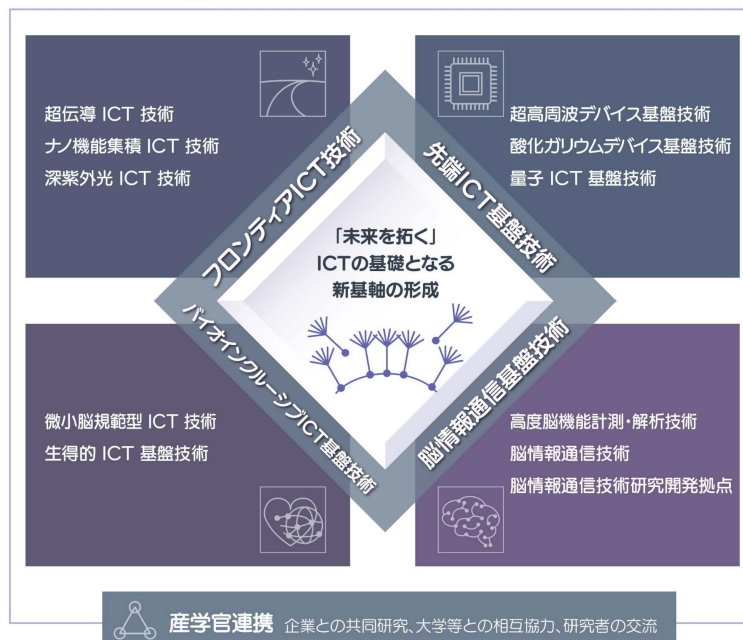 超伝導 ICT 技術
ナノ機能集積 ICT 技術
深紫外光 ICT 技術
フロンティアICT技術
超高周波デバイス基盤技術
酸化ガリウムデバイス基盤技術
量子 ICT 基盤技術
先端ICT基盤技術
「未来を拓く」
ICTの基礎となる
新基軸の形成
微小脳規範型 ICT 技術
生得的 ICT 基盤技術
バイオインクルーシブICT基盤技術
高度脳機能計測・解析技術
脳情報通信技術
脳情報通信技術研究開発拠点
脳情報通信基盤技術
産学官連携 企業との共同研究、大学等との相互協力、研究者の交流